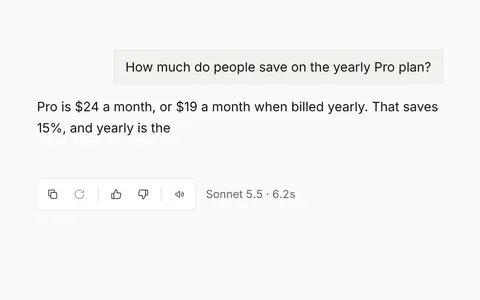 How much do people save on the yearly Pro plan?
Pro is $24 a month, or $19 a month when billed yearly. That saves
15%, and yearly is the
Sonnet 5.5 · 6.2s